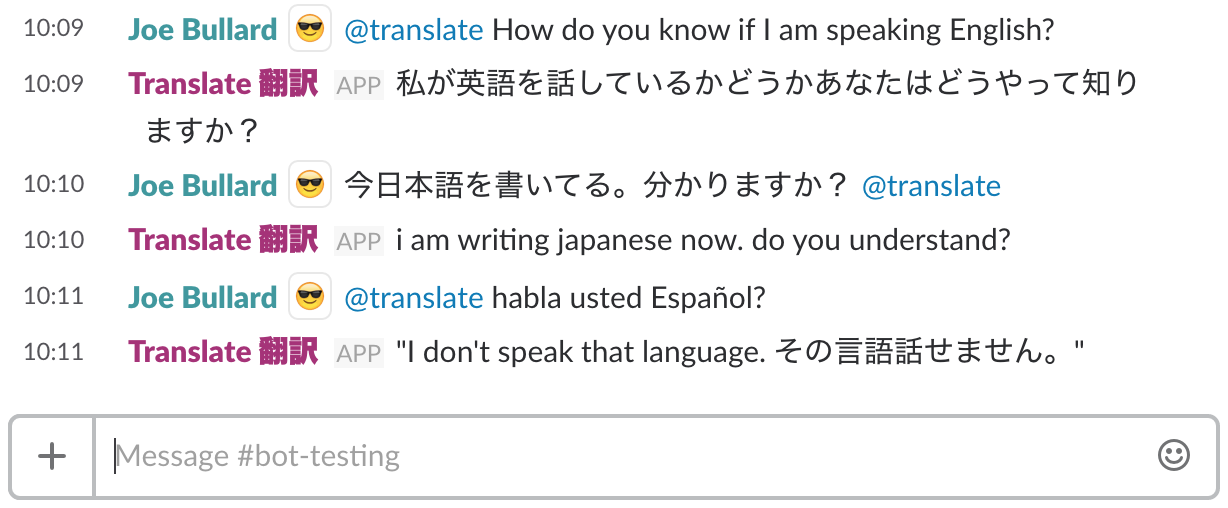 10:09 Joe Bullard 😎 @translate How do you know if I am speaking English?
10:09 Translate 翻訳 APP 私が英語を話しているかどうかあなたはどうやって知り
ますか？
10:10 Joe Bullard 😎 今日本語を書いてる。分かりますか？ @translate
10:10 Translate 翻訳 APP i am writing japanese now. do you understand?
10:11 Joe Bullard 😎 @translate habla usted Español?
10:11 Translate 翻訳 APP "I don't speak that language. その言語話せません。"
Message #bot-testing